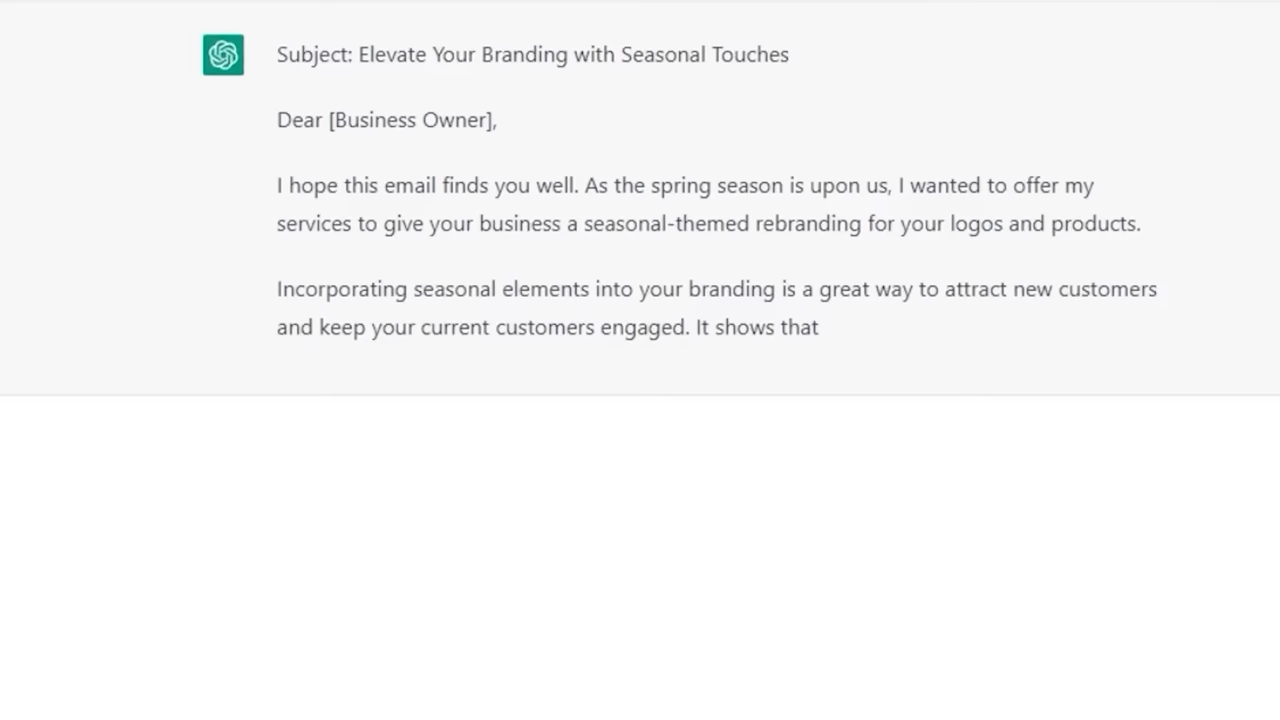 Subject: Elevate Your Branding with Seasonal Touches
Dear [Business Owner],
I hope this email finds you well. As the spring season is upon us, I wanted to offer my
services to give your business a seasonal-themed rebranding for your logos and products.
Incorporating seasonal elements into your branding is a great way to attract new customers
and keep your current customers engaged. It shows that